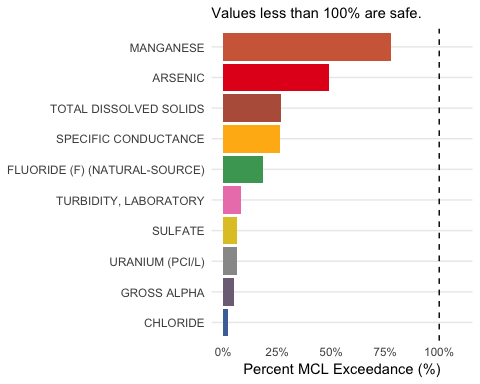 Values less than 100% are safe.
MANGANESE
ARSENIC
TOTAL DISSOLVED SOLIDS
SPECIFIC CONDUCTANCE
FLUORIDE (F) (NATURAL-SOURCE)
TURBIDITY, LABORATORY
SULFATE
URANIUM (PCI/L)
GROSS ALPHA
CHLORIDE
0% 25% 50% 75% 100%
Percent MCL Exceedance (%)